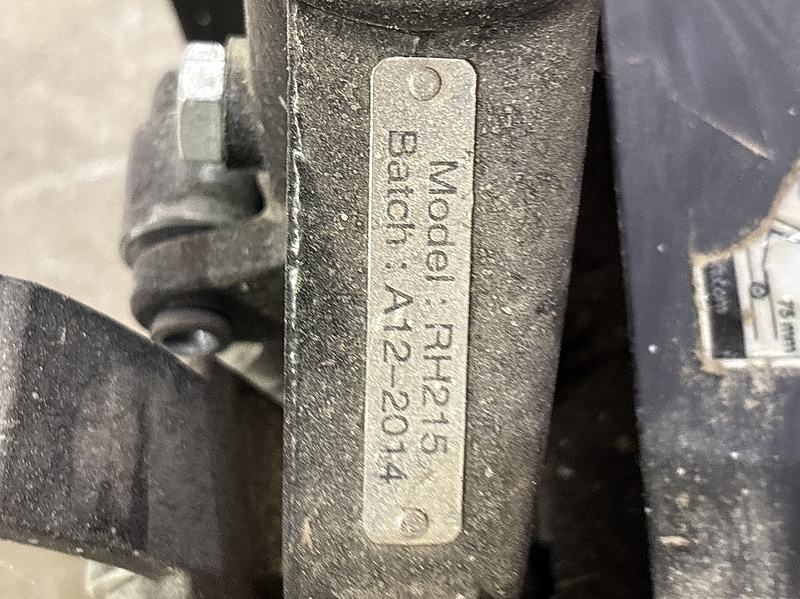 Model : RH215
Batch : A12-2014
75 mm